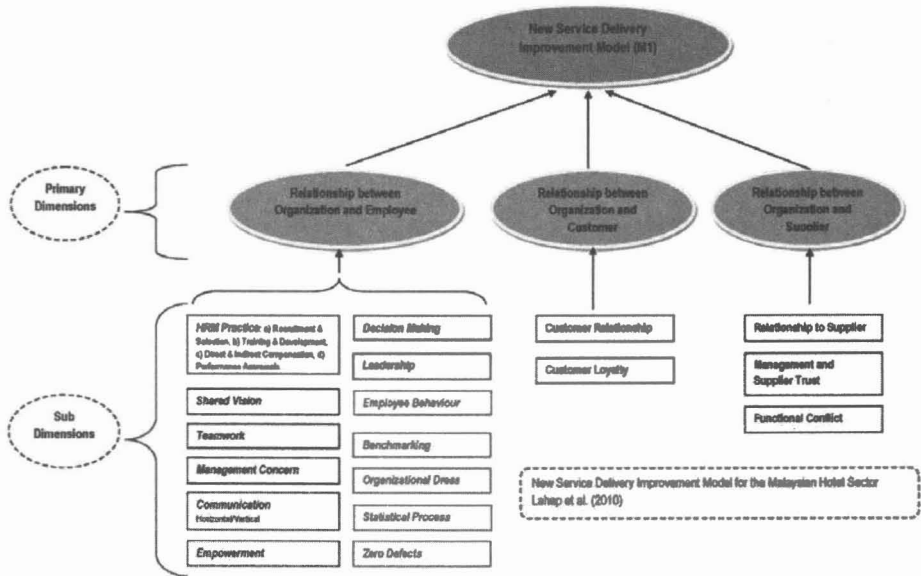 New Service Delivery
Improvement Model (M1)
Primary
Dimensions
Relationship between
Organization and Employee
Relationship between
Organization and
Customer
Relationship between
Organization and
Supplier
Sub
Dimensions
HRM Practice: a) Recruitment &
Selection, b) Training & Development,
c) Direct & Indirect Compensation, d)
Performance Appraisals
Shared Vision
Teamwork
Management Concern
Communication
Horizontal/Vertical
Empowerment
Decision Making
Leadership
Employee Behaviour
Benchmarking
Organizational Dress
Statistical Process
Zero Defects
Customer Relationship
Customer Loyalty
Relationship to Supplier
Management and
Supplier Trust
Functional Conflict
New Service Delivery Improvement Model for the Malaysian Hotel Sector
Lahap et al. (2010)